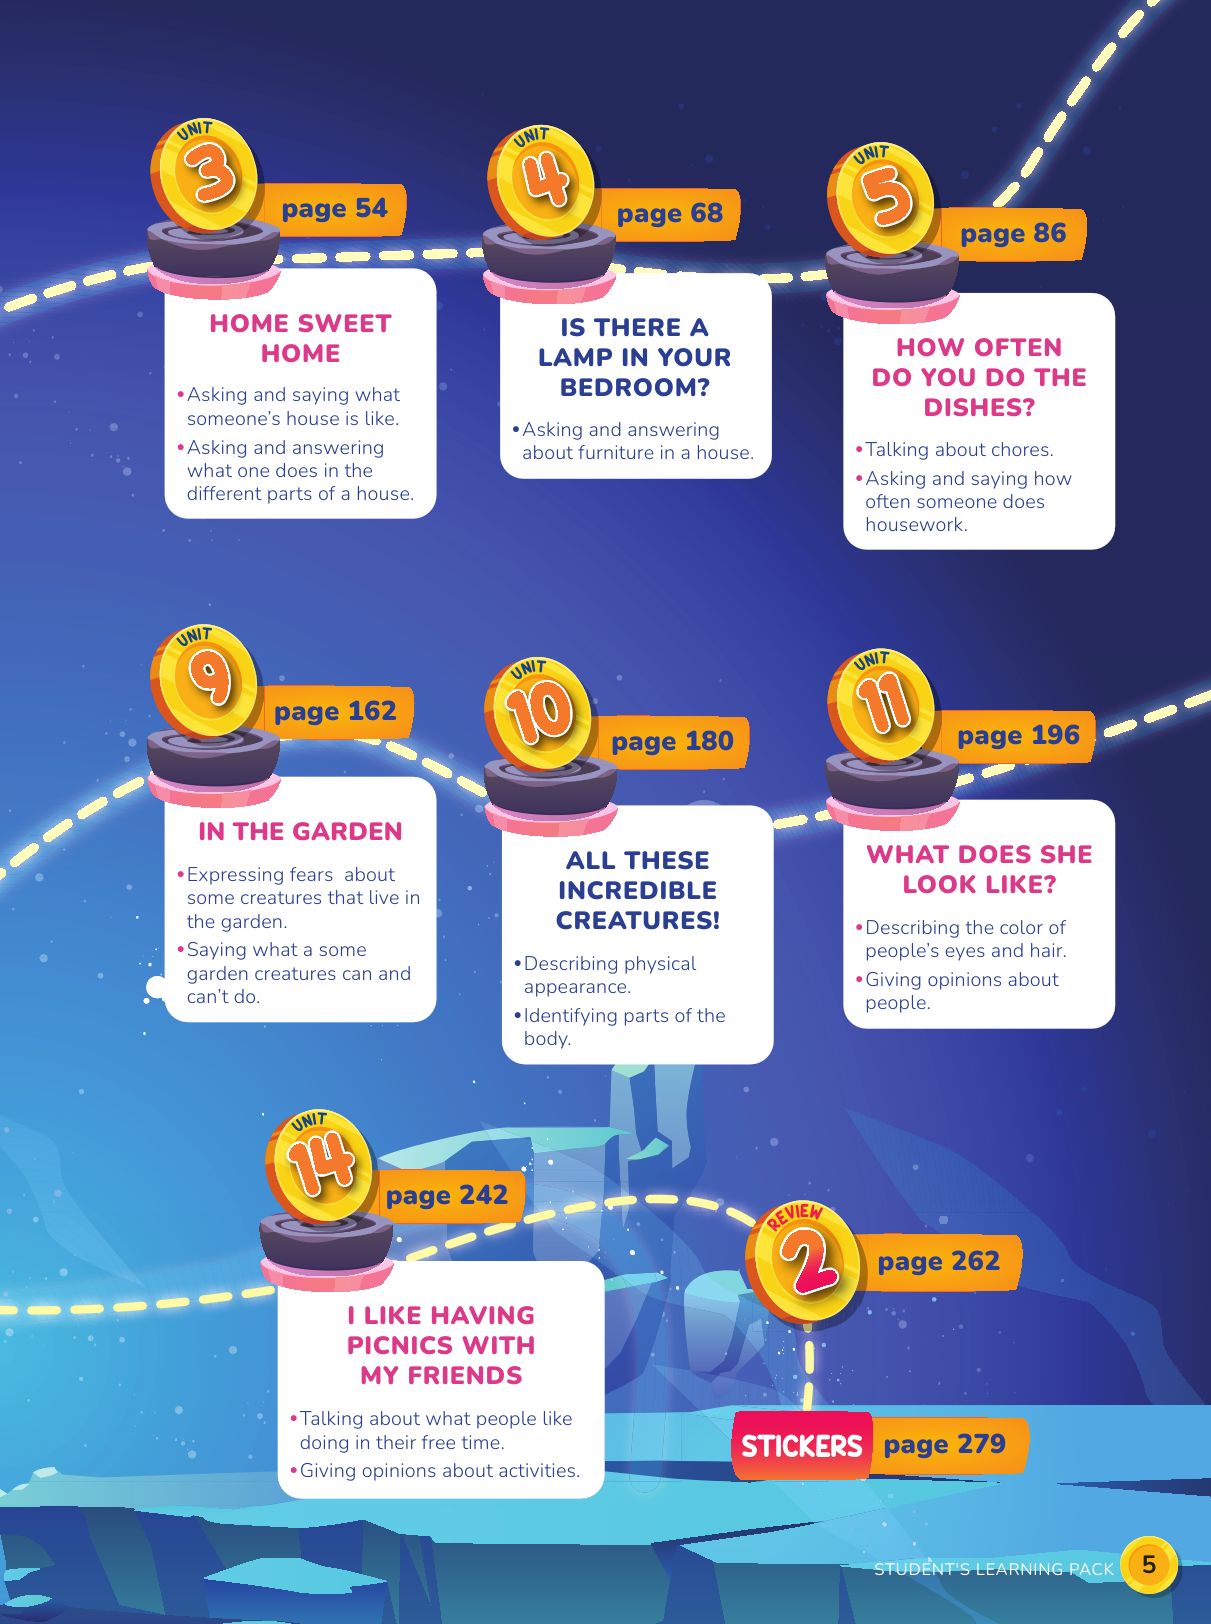 UNIT
3
page 54
HOME SWEET
HOME
•Asking and saying what
someone's house is like.
•Asking and answering
what one does in the
different parts of a house.
UNIT
4
page 68
IS THERE A
LAMP IN YOUR
BEDROOM?
•Asking and answering
about furniture in a house.
UNIT
5
page 86
HOW OFTEN
DO YOU DO THE
DISHES?
•Talking about chores.
•Asking and saying how
often someone does
housework.
UNIT
9
page 162
IN THE GARDEN
•Expressing fears  about
some creatures that live in
the garden.
•Saying what a some
garden creatures can and
can't do.
UNIT
10
page 180
ALL THESE
INCREDIBLE
CREATURES!
•Describing physical
appearance.
•Identifying parts of the
body.
UNIT
11
page 196
WHAT DOES SHE
LOOK LIKE?
•Describing the color of
people's eyes and hair.
•Giving opinions about
people.
UNIT
14
page 242
I LIKE HAVING
PICNICS WITH
MY FRIENDS
•Talking about what people like
doing in their free time.
•Giving opinions about activities.
REVIEW
2
page 262
STICKERS page 279
STUDENT'S LEARNING PACK 5